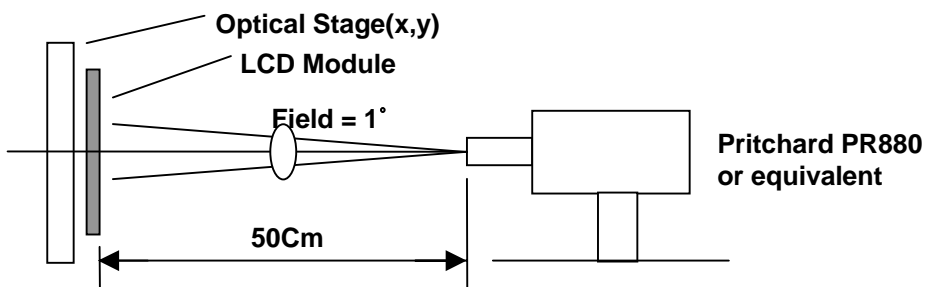 Optical Stage(x,y)
LCD Module
Field = 1˚
Pritchard PR880
or equivalent
50Cm